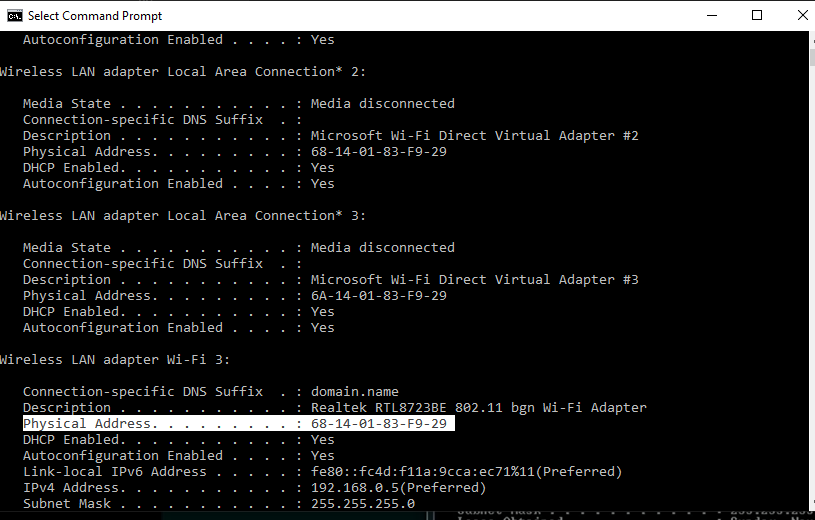 Select Command Prompt
Autoconfiguration Enabled . . . . : Yes
Wireless LAN adapter Local Area Connection* 2:
Media State . . . . . . . . . . . : Media disconnected
Connection-specific DNS Suffix  . :
Description . . . . . . . . . . . : Microsoft Wi-Fi Direct Virtual Adapter #2
Physical Address. . . . . . . . . : 68-14-01-83-F9-29
DHCP Enabled. . . . . . . . . . . : Yes
Autoconfiguration Enabled . . . . : Yes
Wireless LAN adapter Local Area Connection* 3:
Media State . . . . . . . . . . . : Media disconnected
Connection-specific DNS Suffix  . :
Description . . . . . . . . . . . : Microsoft Wi-Fi Direct Virtual Adapter #3
Physical Address. . . . . . . . . : 6A-14-01-83-F9-29
DHCP Enabled. . . . . . . . . . . : Yes
Autoconfiguration Enabled . . . . : Yes
Wireless LAN adapter Wi-Fi 3:
Connection-specific DNS Suffix  . : domain.name
Description . . . . . . . . . . . : Realtek RTL8723BE 802.11 bgn Wi-Fi Adapter
Physical Address. . . . . . . . . : 68-14-01-83-F9-29
DHCP Enabled. . . . . . . . . . . : Yes
Autoconfiguration Enabled . . . . : Yes
Link-local IPv6 Address . . . . . : fe80::fc4d:f11a:9cca:ec71%11(Preferred)
IPv4 Address. . . . . . . . . . . : 192.168.0.5(Preferred)
Subnet Mask . . . . . . . . . . . : 255.255.255.0